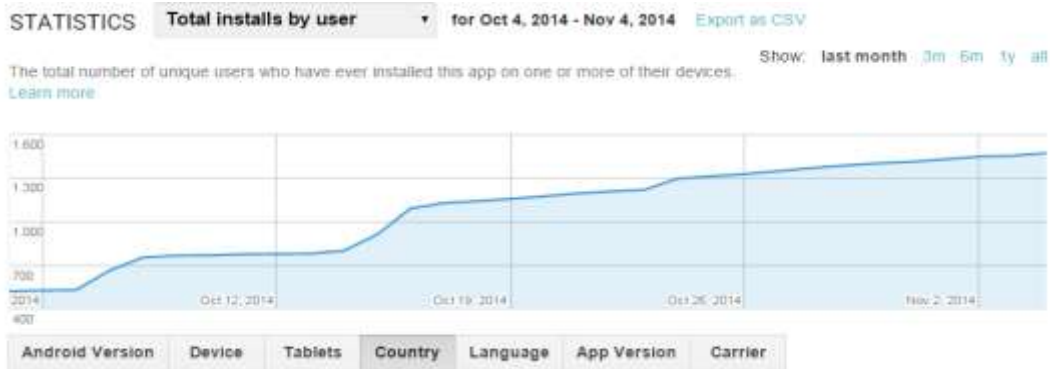 STATISTICS Total installs by user for Oct 4, 2014 - Nov 4, 2014 Export as CSV
Show: last month 3m 6m 1y all
The total number of unique users who have ever installed this app on one or more of their devices.
Learn more
1.600
1.300
1.000
700
2014 Oct 12, 2014 Oct 19, 2014 Oct 26, 2014 Nov 2, 2014
400
Android Version Device Tablets Country Language App Version Carrier